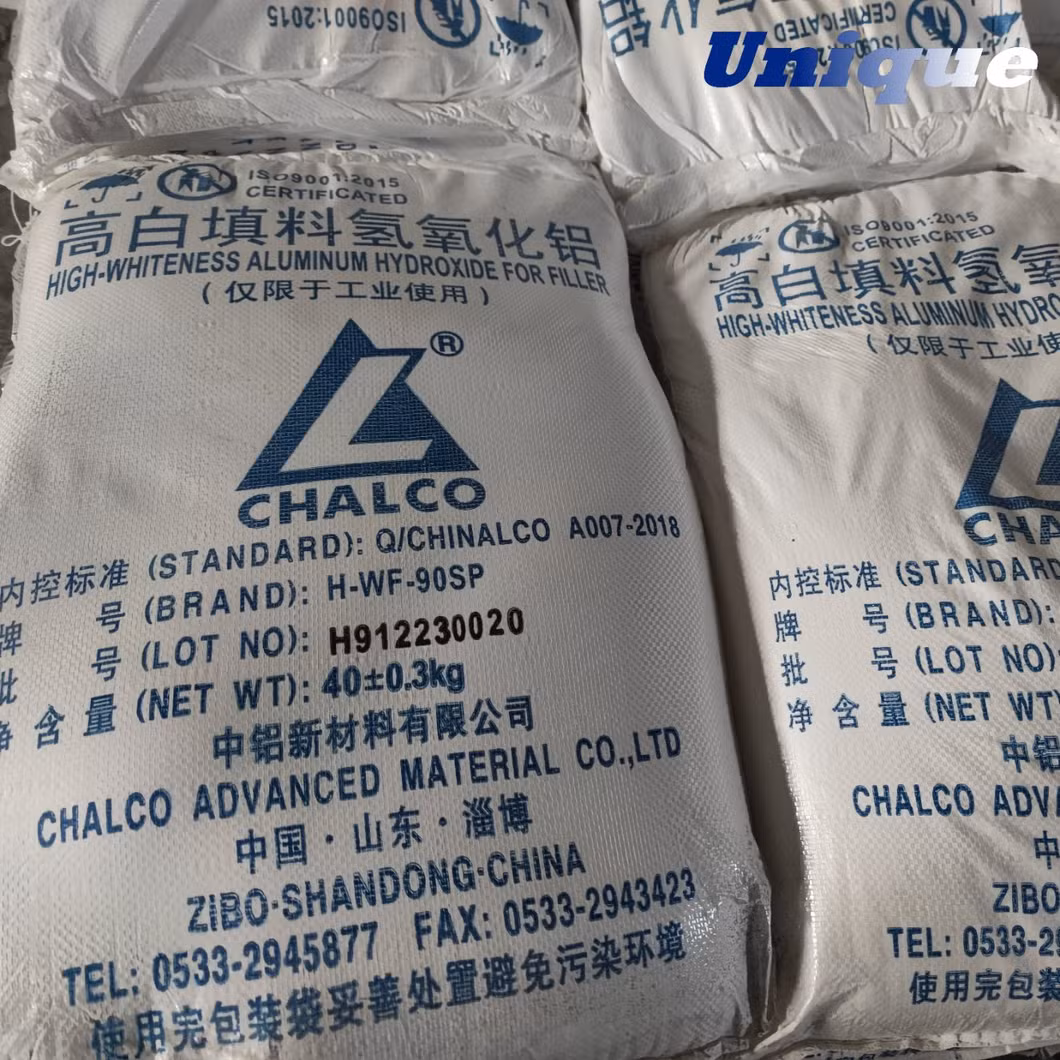 ISO9001:2015
CERTIFICATED
ISO9001:2015
Unique
ISO9001:2015
CERTIFICATED
高白填料氢氧化铝
HIGH-WHITENESS ALUMINUM HYDROXIDE FOR FILLER
(仅限于工业使用)
®
CHALCO
内控标准 (STANDARD): Q/CHINALCO A007-2018
牌 号 (BRAND): H-WF-90SP
批 号 (LOT NO): H912230020
净含量 (NET WT): 40±0.3kg
中铝新材料有限公司
CHALCO ADVANCED MATERIAL CO.,LTD
中国·山东·淄博
ZIBO·SHANDONG·CHINA
TEL: 0533-2945877 FAX: 0533-2943423
使用完包装袋妥善处置避免污染环境
ISO9001:2015
CERTIFICATED
高白填料氢氧
HIGH-WHITENESS ALUMINUM HYDRO
(仅限于工业使
CHA
内控标准 (STANDARD
牌 号 (BRAND):
批 号 (LOT NO)
净含量 (NET WT
中铝
CHALCO ADVA
中
ZIBO
TEL: 0533-29
使用完包装